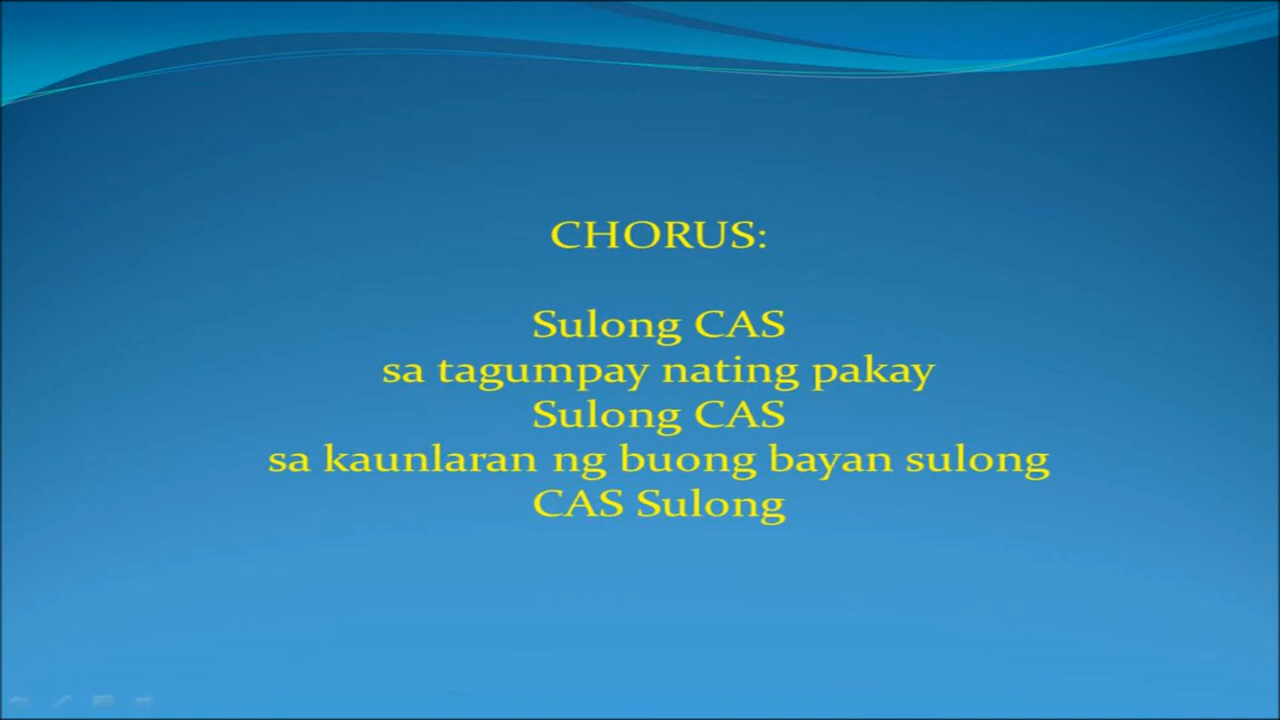 CHORUS:
Sulong CAS
sa tagumpay nating pakay
Sulong CAS
sa kaunlaran ng buong bayan sulong
CAS Sulong